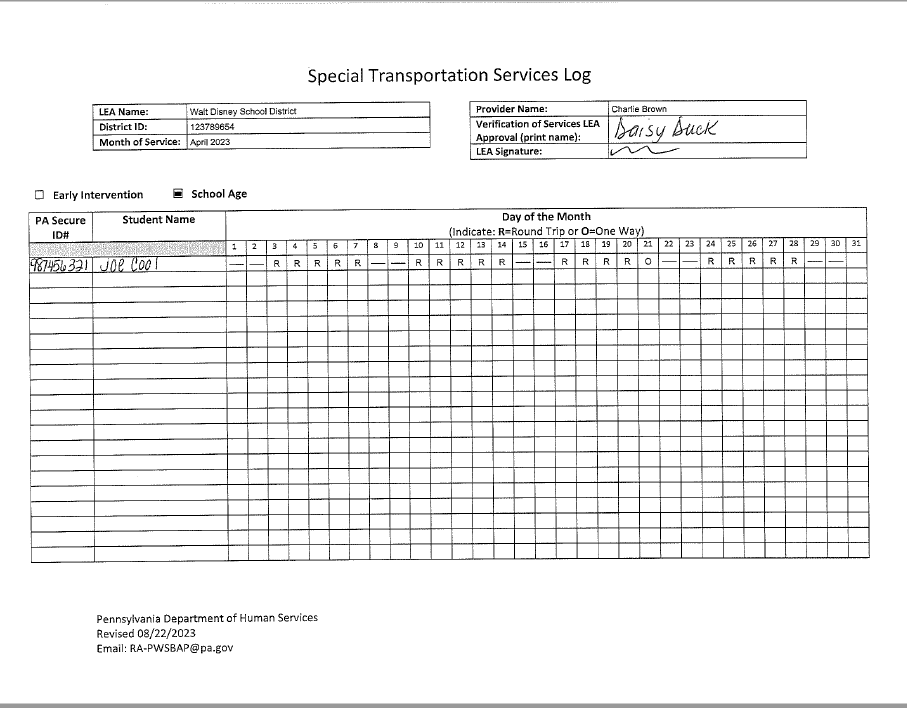 Special Transportation Services Log
LEA Name: Walt Disney School District
District ID: 123789654
Month of Service: April 2023
Provider Name: Charlie Brown
Verification of Services LEA
Approval (print name): Daisy Duck
LEA Signature:
Early Intervention School Age
PA Secure ID# Student Name Day of the Month
(Indicate: R=Round Trip or O=One Way)
1 2 3 4 5 6 7 8 9 10 11 12 13 14 15 16 17 18 19 20 21 22 23 24 25 26 27 28 29 30 31
987456321 Joe Cool — — R R R R R — — R R R R R — — R R R R O — — R R R R R — —
Pennsylvania Department of Human Services
Revised 08/22/2023
Email: RA-PWSBAP@pa.gov